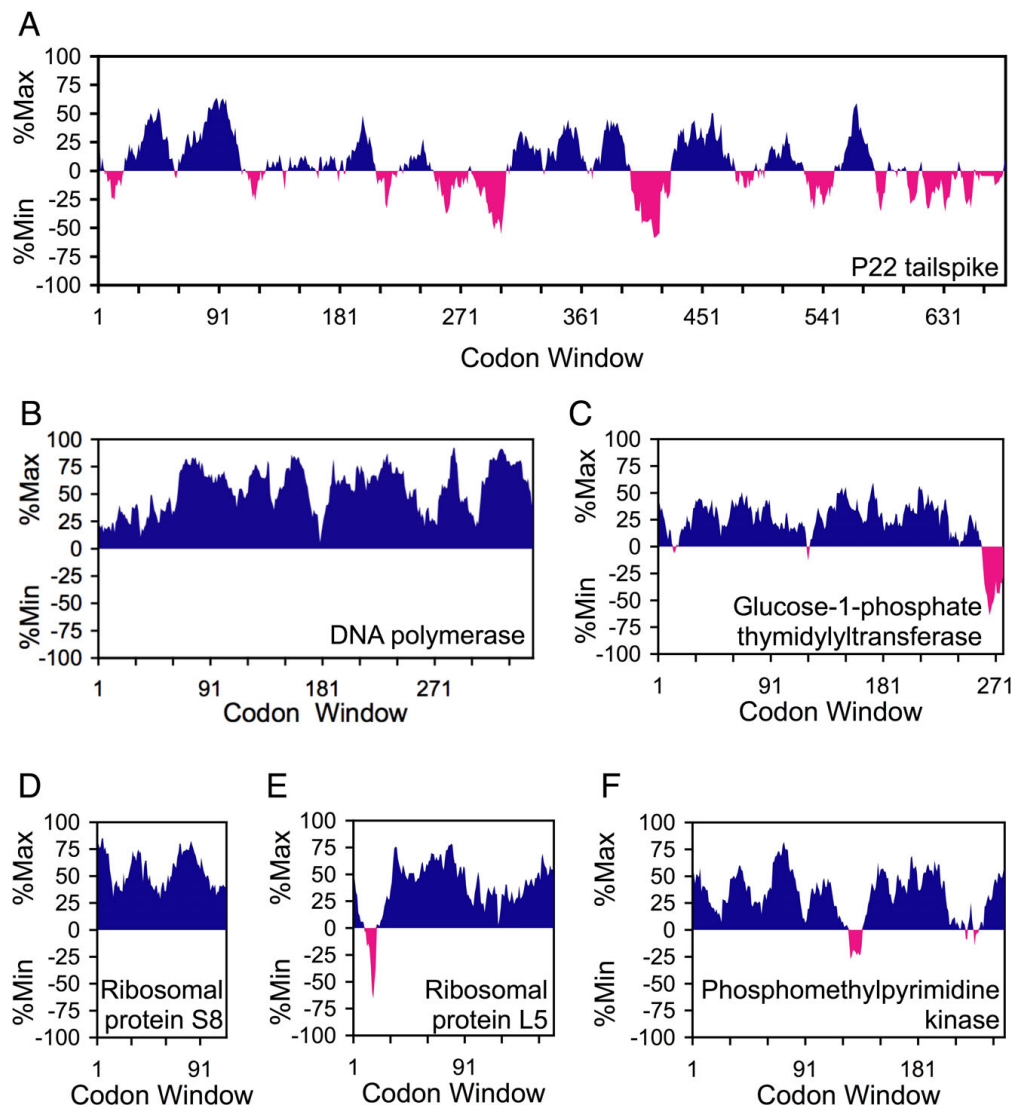 A
%Max
%Min
100
75
50
25
0
-25
-50
-75
-100
P22 tailspike
1 91 181 271 361 451 541 631
Codon Window
B
%Max
%Min
100
75
50
25
0
-25
-50
-75
-100
DNA polymerase
1 91 181 271
Codon Window
C
%Max
%Min
100
75
50
25
0
-25
-50
-75
-100
Glucose-1-phosphate
thymidylyltransferase
1 91 181 271
Codon Window
D
%Max
%Min
100
75
50
25
0
-25
-50
-75
-100
Ribosomal
protein S8
1 91
Codon Window
E
%Max
%Min
100
75
50
25
0
-25
-50
-75
-100
Ribosomal
protein L5
1 91
Codon Window
F
%Max
%Min
100
75
50
25
0
-25
-50
-75
-100
Phosphomethylpyrimidine
kinase
1 91 181
Codon Window